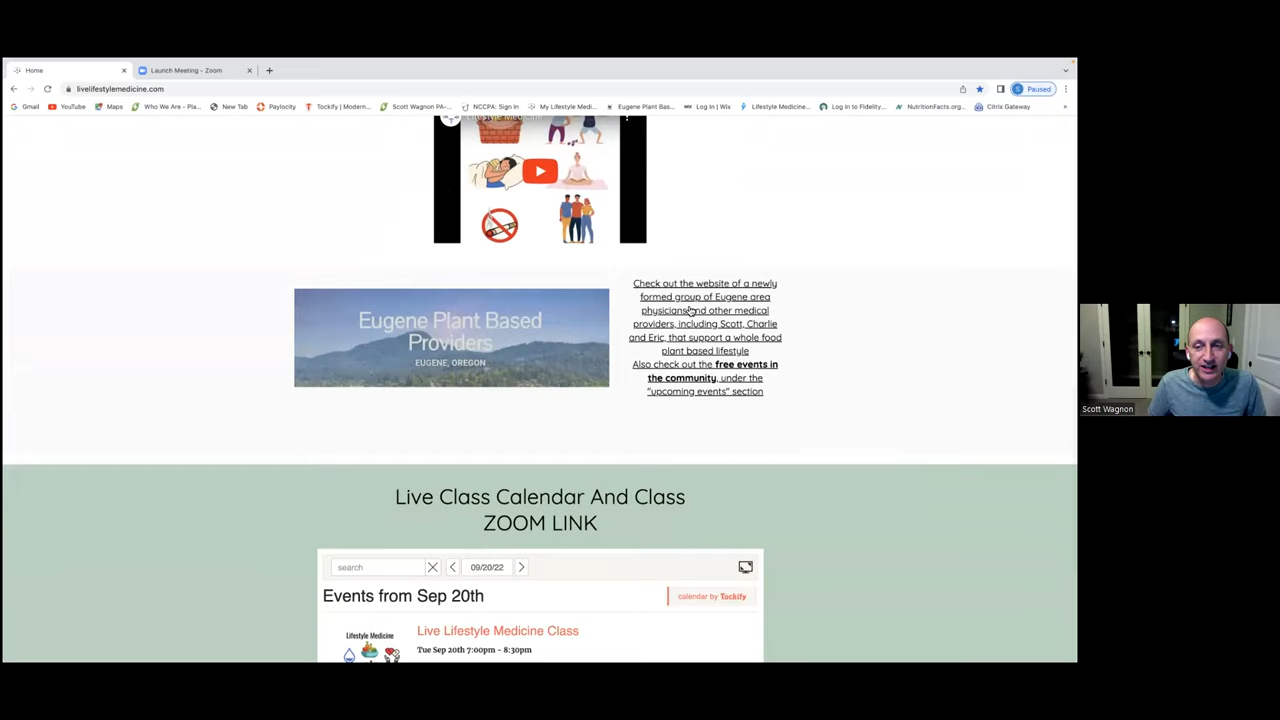 Home
Launch Meeting - Zoom
livelifestylemedicine.com
Paused
Gmail
YouTube
Maps
Who We Are - Pla...
New Tab
Paylocity
Tockify | Modern...
Scott Wagnon PA-...
NCCPA: Sign In
My Lifestyle Medi...
Eugene Plant Bas...
Log In | Wix
Lifestyle Medicine...
Log In to Fidelity...
NutritionFacts.org...
Citrix Gateway
Lifestyle Medicine
Eugene Plant Based
Providers
EUGENE, OREGON
Check out the website of a newly
formed group of Eugene area
physicians and other medical
providers, including Scott, Charlie
and Eric, that support a whole food
plant based lifestyle
Also check out the free events in
the community, under the
"upcoming events" section
Scott Wagnon
Live Class Calendar And Class
ZOOM LINK
search
09/20/22
Events from Sep 20th
calendar by Tockify
Lifestyle Medicine
Live Lifestyle Medicine Class
Tue Sep 20th 7:00pm - 8:30pm